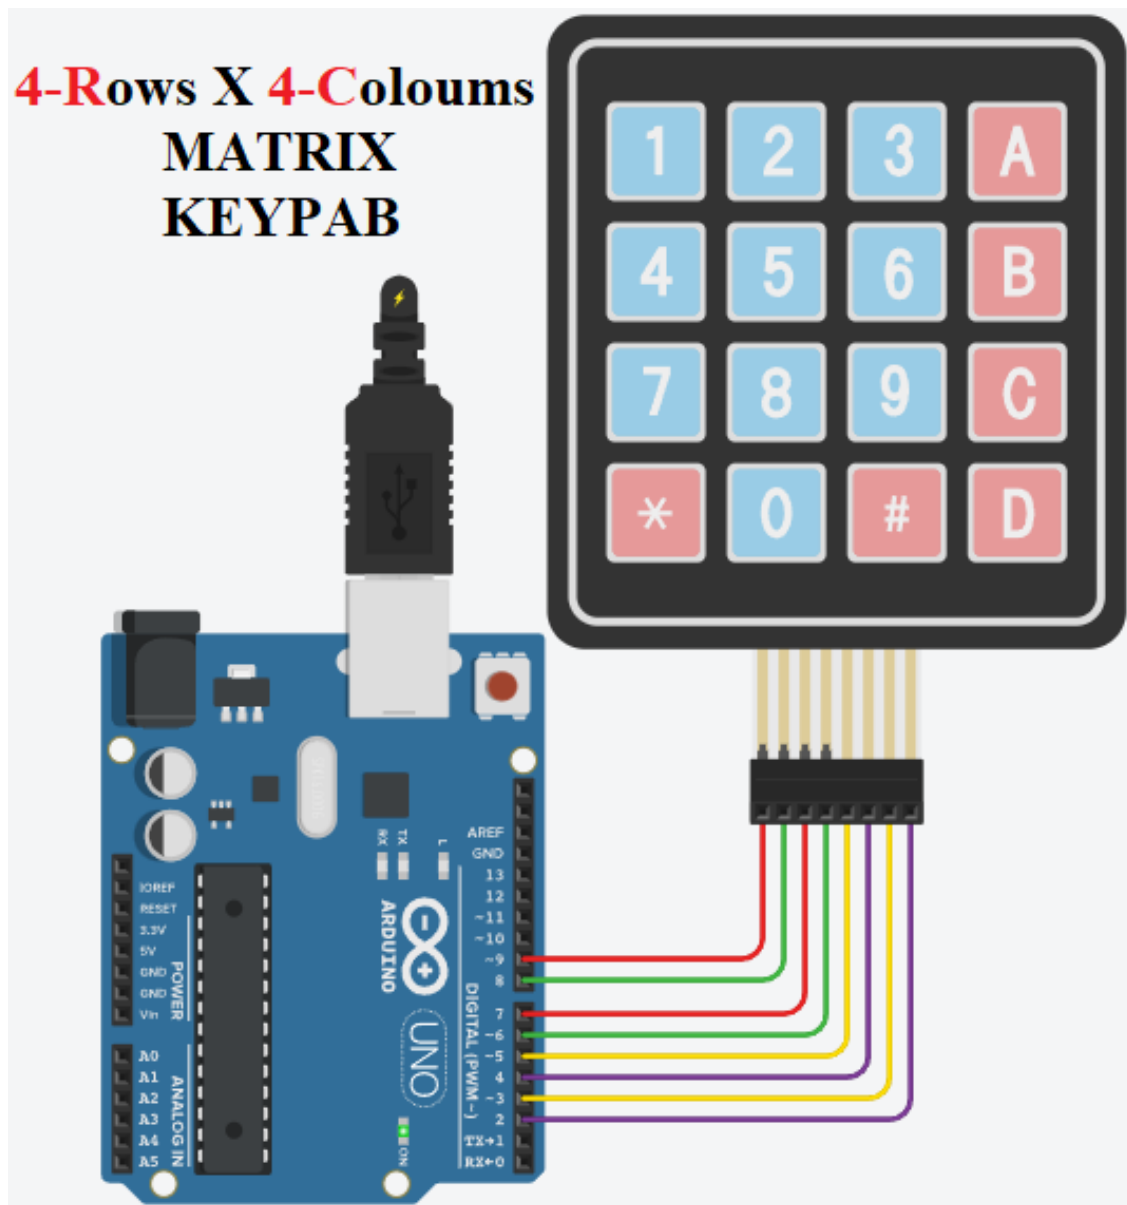 4-Rows X 4-Coloums
MATRIX
KEYPAB
1 2 3 A
4 5 6 B
7 8 9 C
* 0 # D
RX TX L
AREF
GND
13
12
~11
~10
~9
8
7
~6
~5
4
~3
2
TX→1
RX←0
DIGITAL (PWM~)
ARDUINO
UNO
ON
IOREF
RESET
3.3V
5V
GND
GND
Vin
POWER
A0
A1
A2
A3
A4
A5
ANALOG IN